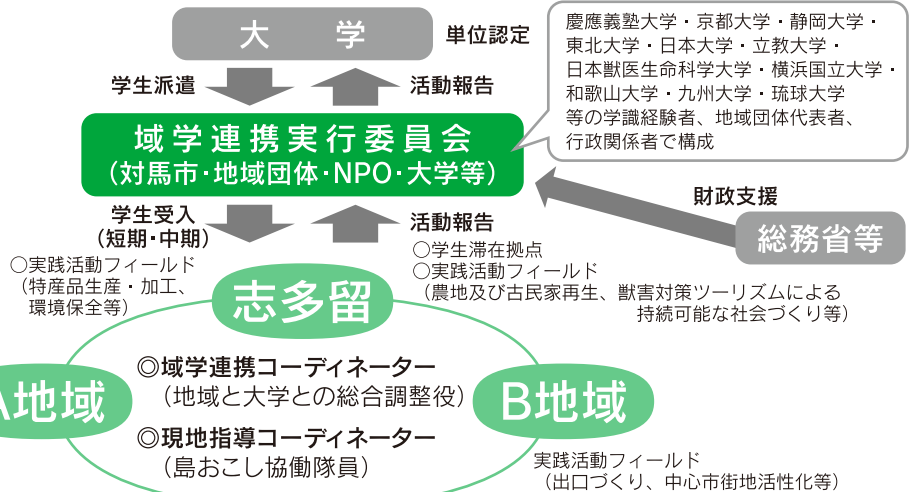 大　学
単位認定
慶應義塾大学・京都大学・静岡大学・
東北大学・日本大学・立教大学・
日本獣医生命科学大学・横浜国立大学・
和歌山大学・九州大学・琉球大学
等の学識経験者、地域団体代表者、
行政関係者で構成
学生派遣
活動報告
域学連携実行委員会
（対馬市・地域団体・NPO・大学等）
財政支援
総務省等
学生受入
（短期・中期）
活動報告
○学生滞在拠点
○実践活動フィールド
（農地及び古民家再生、獣害対策ツーリズムによる
持続可能な社会づくり等）
○実践活動フィールド
（特産品生産・加工、
環境保全等）
志多留
◎域学連携コーディネーター
（地域と大学との総合調整役）
A地域
B地域
◎現地指導コーディネーター
（島おこし協働隊員）
実践活動フィールド
（出口づくり、中心市街地活性化等）